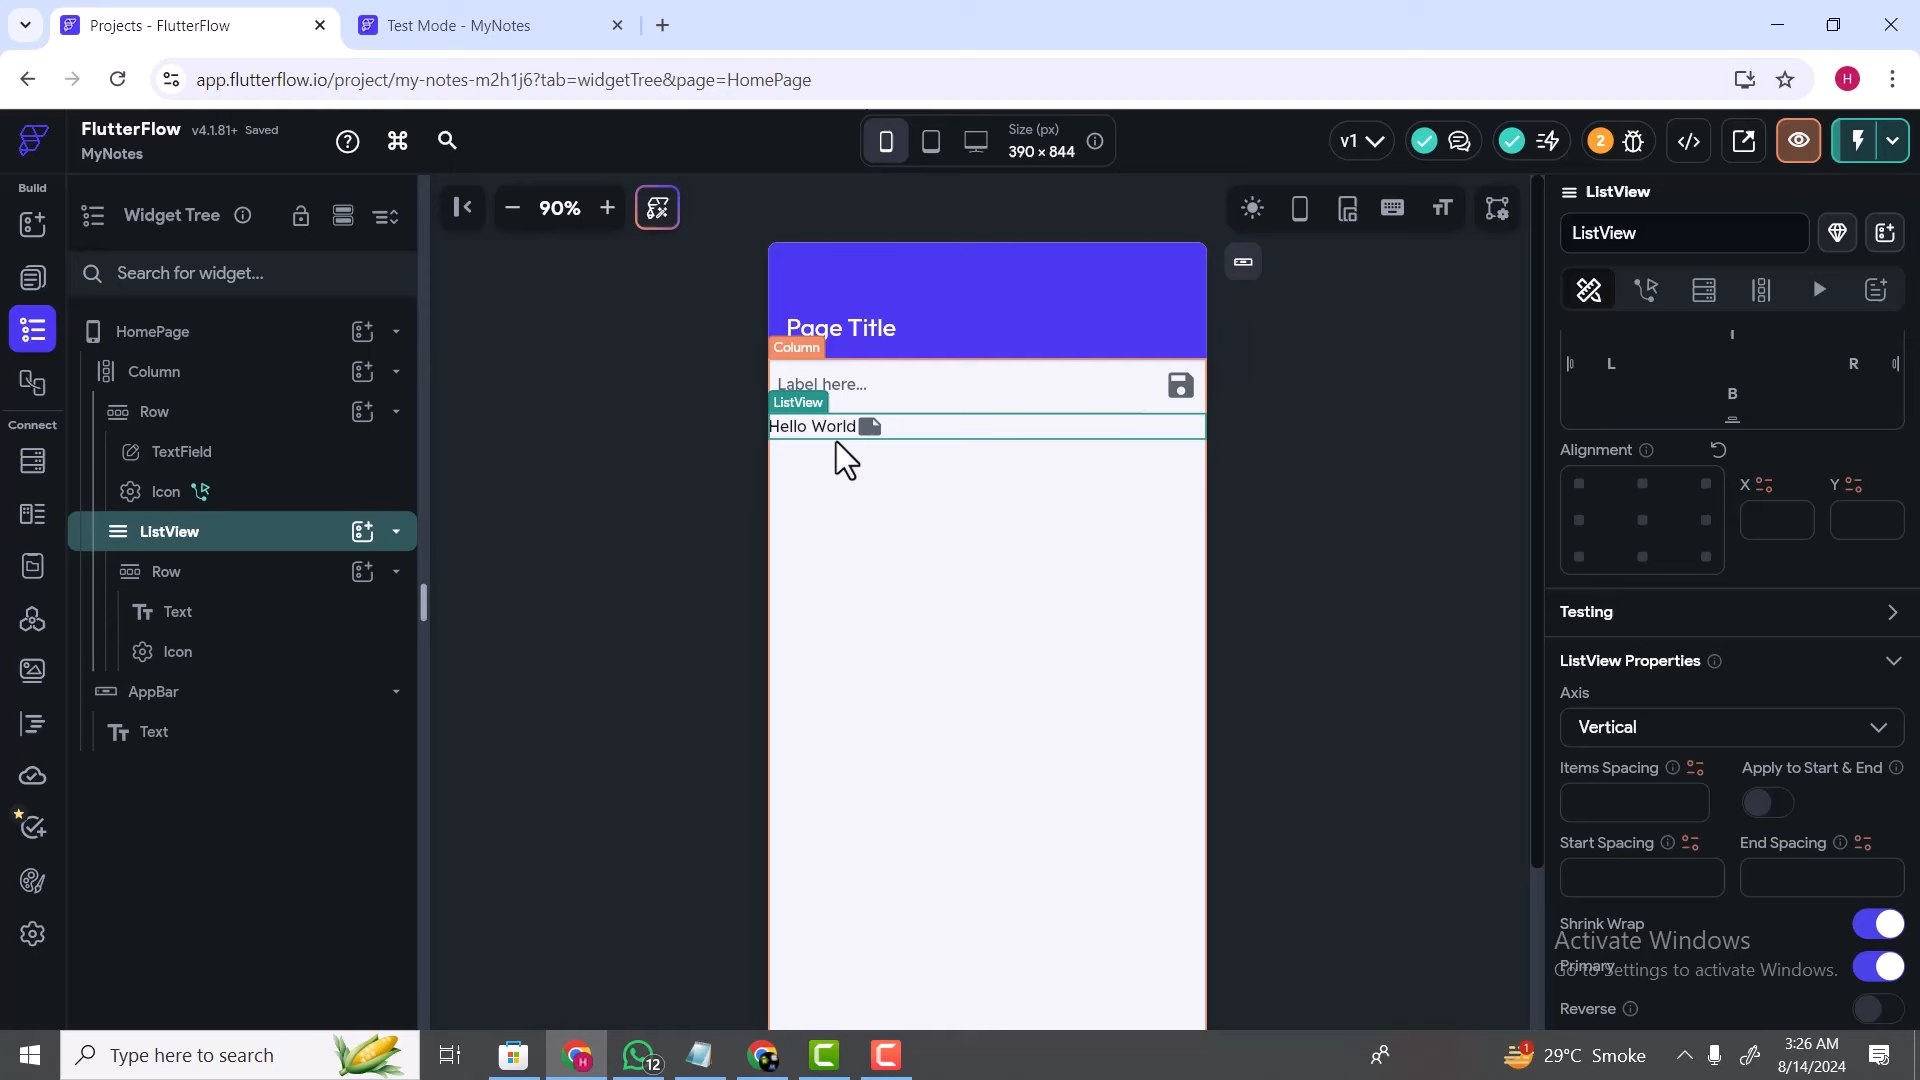 Projects - FlutterFlow
Test Mode - MyNotes
app.flutterflow.io/project/my-notes-m2h1j6?tab=widgetTree&page=HomePage
H
FlutterFlow v4.1.81+ Saved
MyNotes
Size (px)
390 × 844
v1
2
Build
Widget Tree
90%
ListView
ListView
Search for widget...
HomePage
Page Title
Column
L
R
B
Column
Label here...
ListView
Hello World
Row
Connect
TextField
Icon
ListView
Row
Text
Icon
AppBar
Text
Alignment
X
Y
Testing
ListView Properties
Axis
Vertical
Items Spacing
Apply to Start & End
Start Spacing
End Spacing
Shrink Wrap
Activate Windows
Primary
Go to Settings to activate Windows.
Reverse
Type here to search
H
12
1
29°C Smoke
3:26 AM
8/14/2024